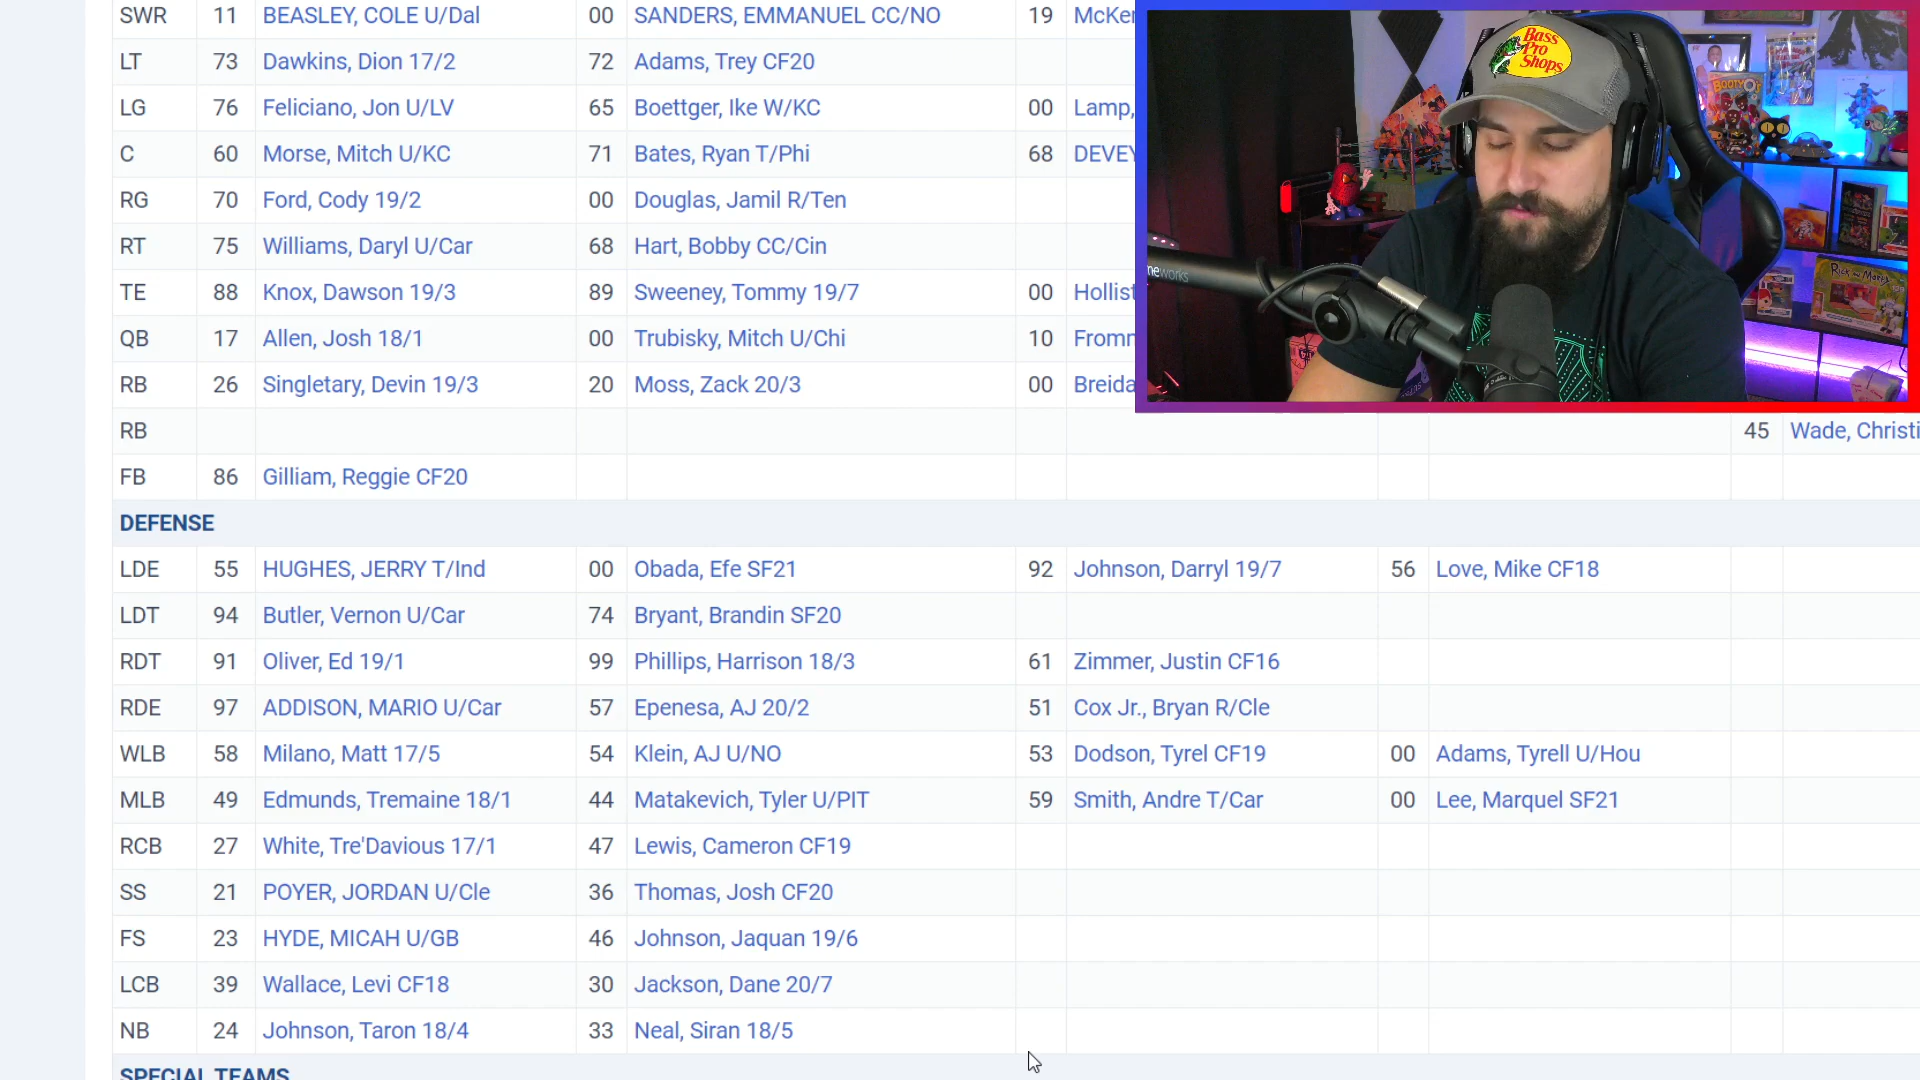 SWR 11 BEASLEY, COLE U/Dal 00 SANDERS, EMMANUEL CC/NO 19 McKe
LT 73 Dawkins, Dion 17/2 72 Adams, Trey CF20
LG 76 Feliciano, Jon U/LV 65 Boettger, Ike W/KC 00 Lamp,
C 60 Morse, Mitch U/KC 71 Bates, Ryan T/Phi 68 DEVEY
RG 70 Ford, Cody 19/2 00 Douglas, Jamil R/Ten
RT 75 Williams, Daryl U/Car 68 Hart, Bobby CC/Cin
TE 88 Knox, Dawson 19/3 89 Sweeney, Tommy 19/7 00 Hollist
QB 17 Allen, Josh 18/1 00 Trubisky, Mitch U/Chi 10 Fromm
RB 26 Singletary, Devin 19/3 20 Moss, Zack 20/3 00 Breida
RB 45 Wade, Christi
FB 86 Gilliam, Reggie CF20
DEFENSE
LDE 55 HUGHES, JERRY T/Ind 00 Obada, Efe SF21 92 Johnson, Darryl 19/7 56 Love, Mike CF18
LDT 94 Butler, Vernon U/Car 74 Bryant, Brandin SF20
RDT 91 Oliver, Ed 19/1 99 Phillips, Harrison 18/3 61 Zimmer, Justin CF16
RDE 97 ADDISON, MARIO U/Car 57 Epenesa, AJ 20/2 51 Cox Jr., Bryan R/Cle
WLB 58 Milano, Matt 17/5 54 Klein, AJ U/NO 53 Dodson, Tyrel CF19 00 Adams, Tyrell U/Hou
MLB 49 Edmunds, Tremaine 18/1 44 Matakevich, Tyler U/PIT 59 Smith, Andre T/Car 00 Lee, Marquel SF21
RCB 27 White, Tre'Davious 17/1 47 Lewis, Cameron CF19
SS 21 POYER, JORDAN U/Cle 36 Thomas, Josh CF20
FS 23 HYDE, MICAH U/GB 46 Johnson, Jaquan 19/6
LCB 39 Wallace, Levi CF18 30 Jackson, Dane 20/7
NB 24 Johnson, Taron 18/4 33 Neal, Siran 18/5
SPECIAL TEAMS
Bass
Pro
Shops
BOOTYO's
Rick and Morty
meworks